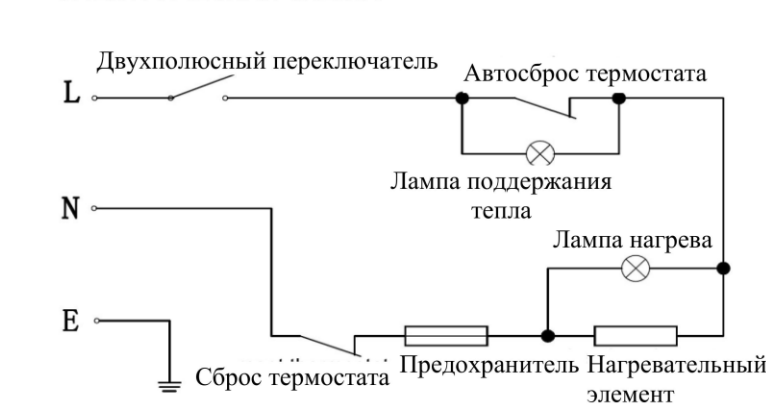 Двухполюсный переключатель
Автосброс термостата
L
Лампа поддержания
тепла
N
Лампа нагрева
E
Сброс термостата
Предохранитель
Нагревательный
элемент